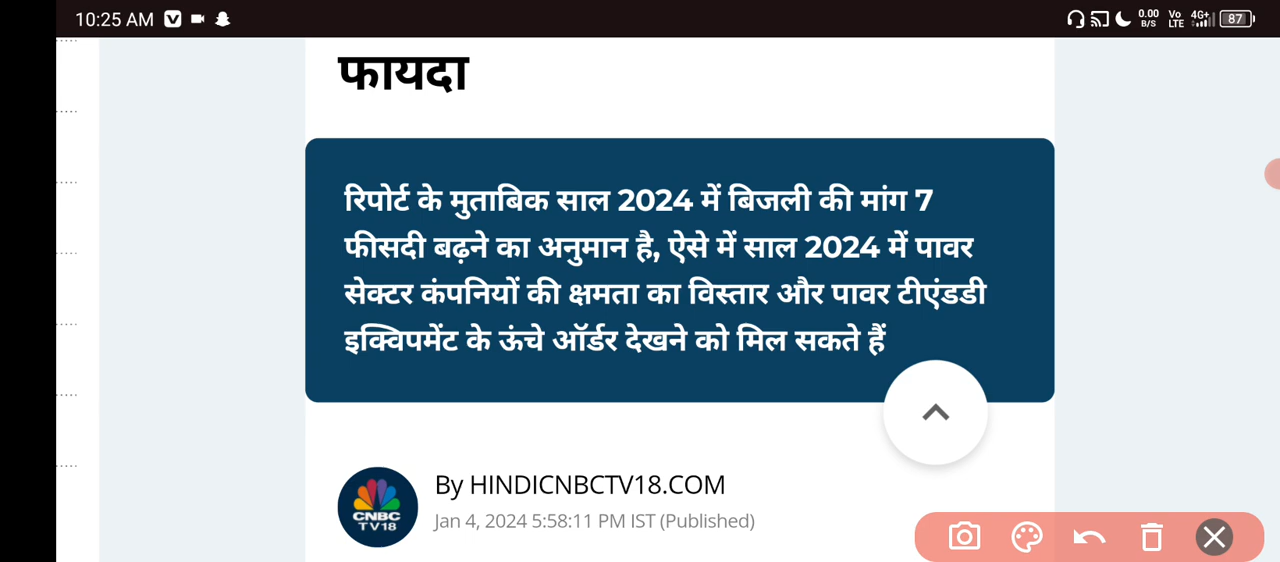 10:25 AM
0.00 B/S Vo LTE 4G+ 87
फायदा
रिपोर्ट के मुताबिक साल 2024 में बिजली की मांग 7
फीसदी बढ़ने का अनुमान है, ऐसे में साल 2024 में पावर
सेक्टर कंपनियों की क्षमता का विस्तार और पावर टीएंडडी
इक्विपमेंट के ऊंचे ऑर्डर देखने को मिल सकते हैं
By HINDICNBCTV18.COM
CNBC
TV18
Jan 4, 2024 5:58:11 PM IST (Published)